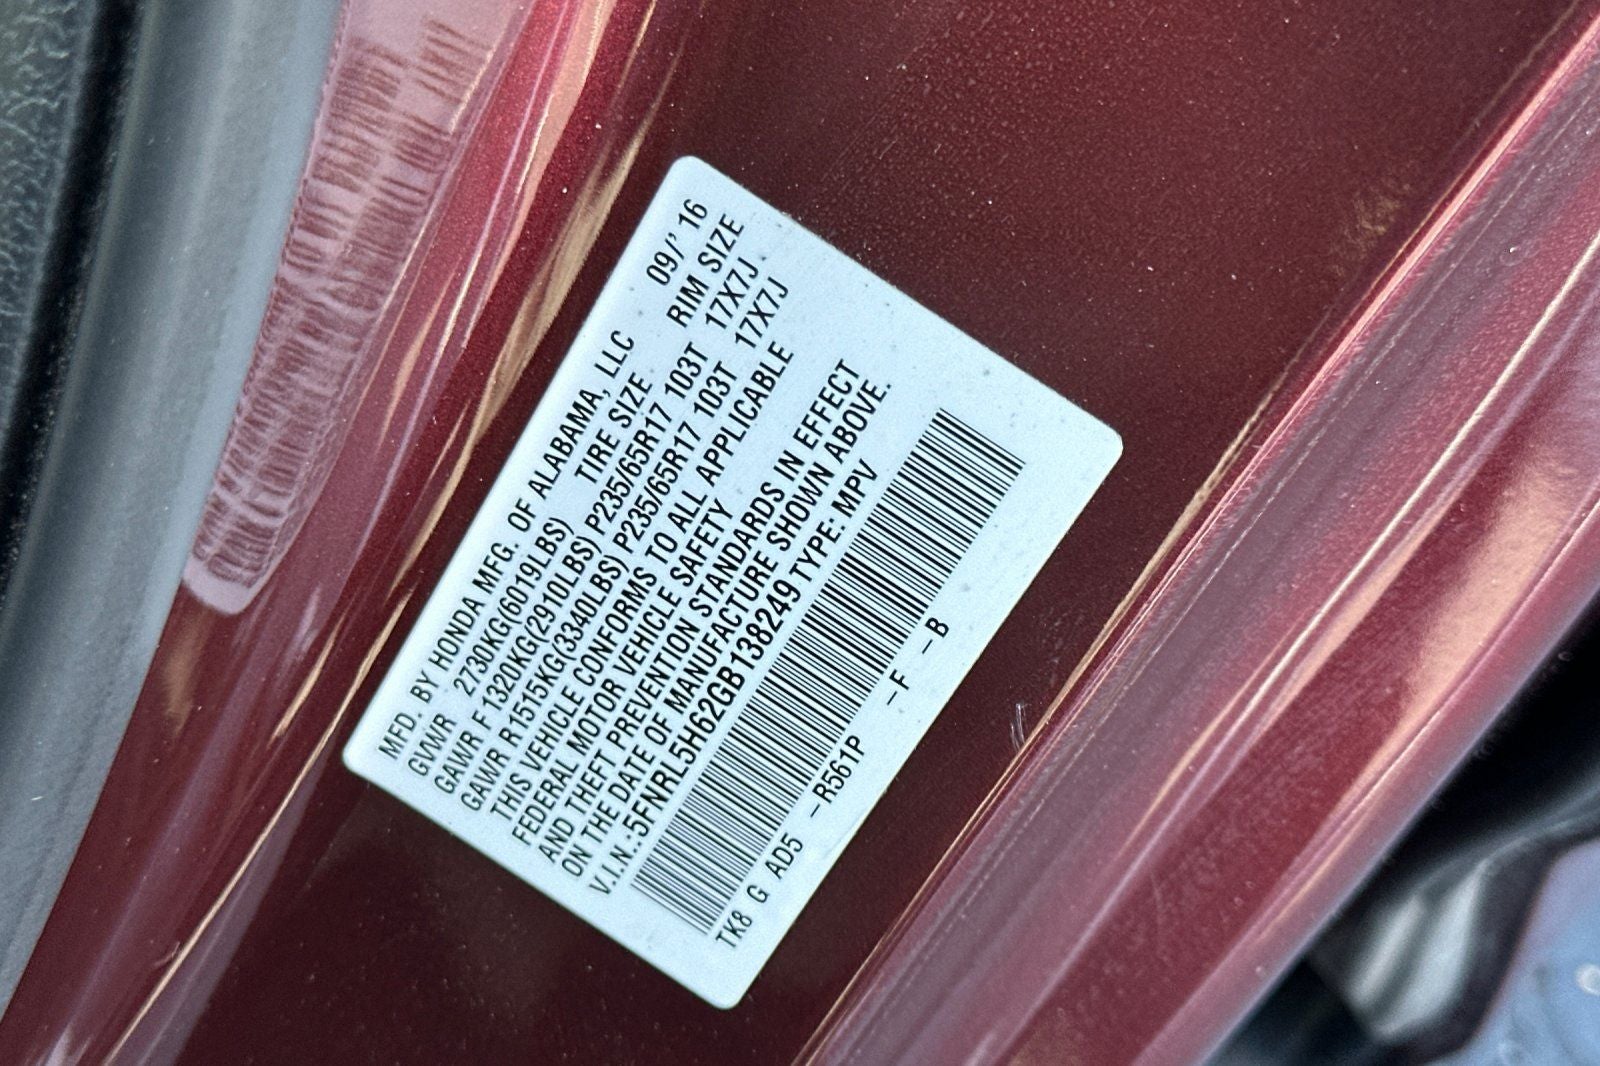 MFD. BY HONDA MFG. OF ALABAMA, LLC 09/' 16
GVWR 2730KG(6019LBS) TIRE SIZE RIM SIZE
GAWR F 1320KG(2910LBS) P235/65R17 103T 17X7J
GAWR R1515KG(3340LBS) P235/65R17 103T 17X7J
THIS VEHICLE CONFORMS TO ALL APPLICABLE
FEDERAL MOTOR VEHICLE SAFETY
AND THEFT PREVENTION STANDARDS IN EFFECT
ON THE DATE OF MANUFACTURE SHOWN ABOVE.
V.I.N.:5FNRL5H62GB138249 TYPE: MPV
TK8 G AD5 –R561P –F –B